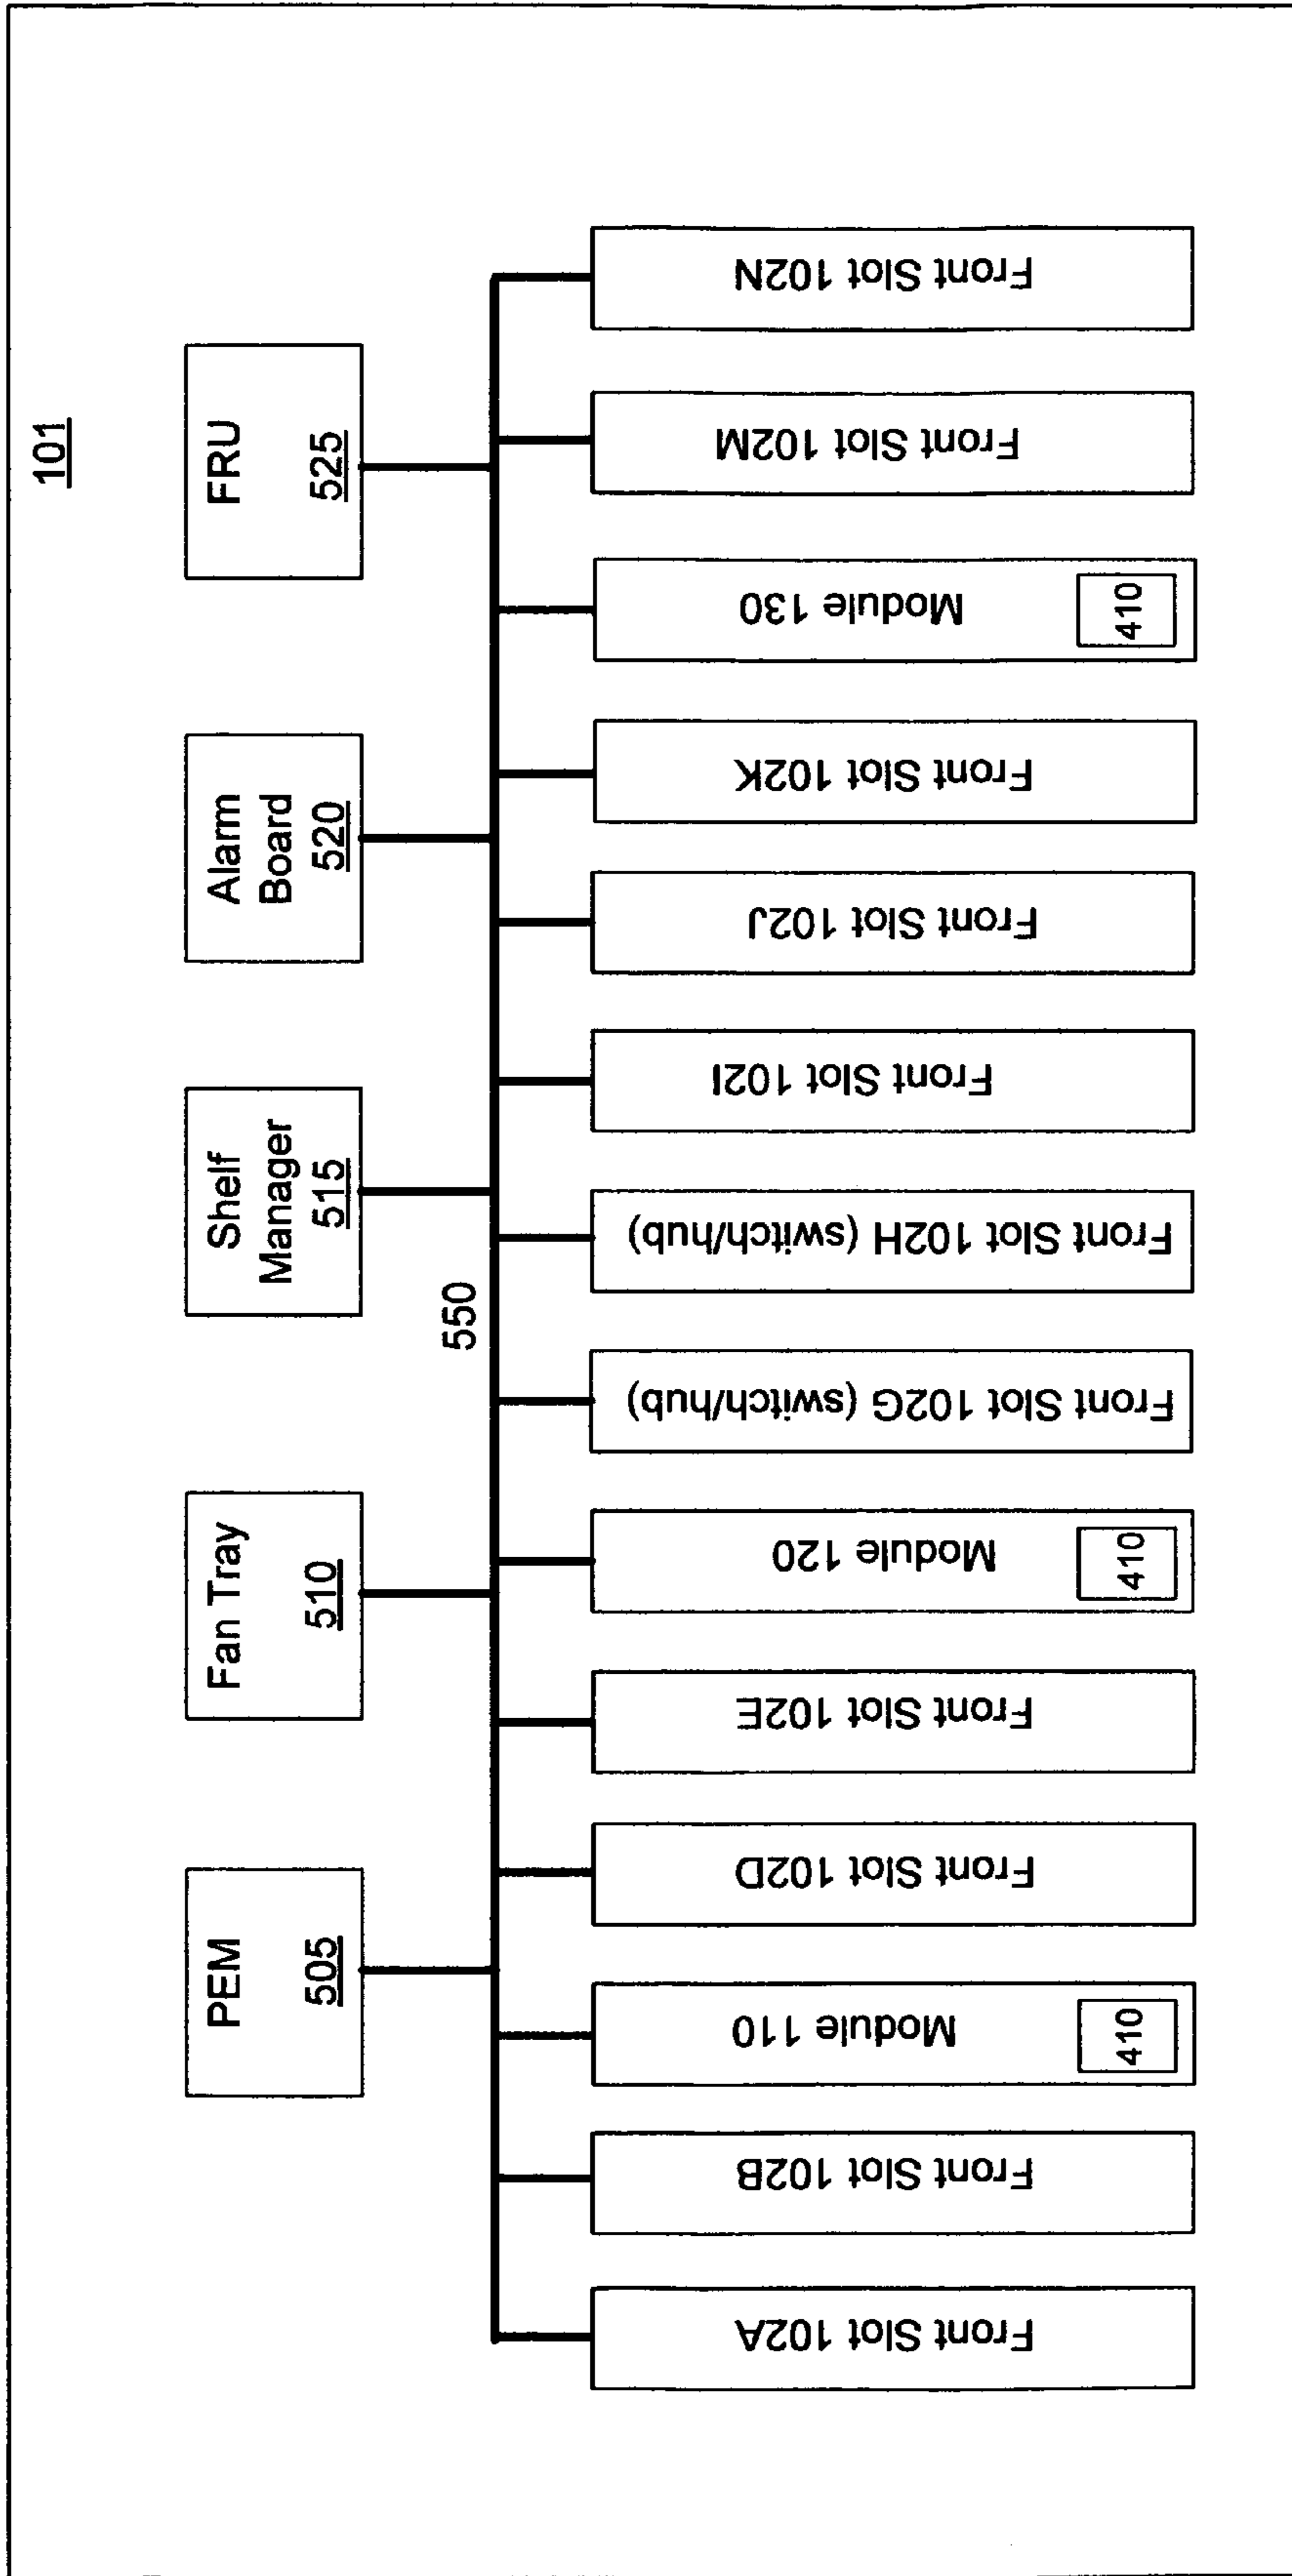 101
PEM
505
Fan Tray
510
Shelf
Manager
515
Alarm
Board
520
FRU
525
550
Front Slot 102A
Front Slot 102B
Module 110
410
Front Slot 102D
Front Slot 102E
Module 120
410
Front Slot 102G (switch/hub)
Front Slot 102H (switch/hub)
Front Slot 102I
Front Slot 102J
Front Slot 102K
Module 130
410
Front Slot 102M
Front Slot 102N